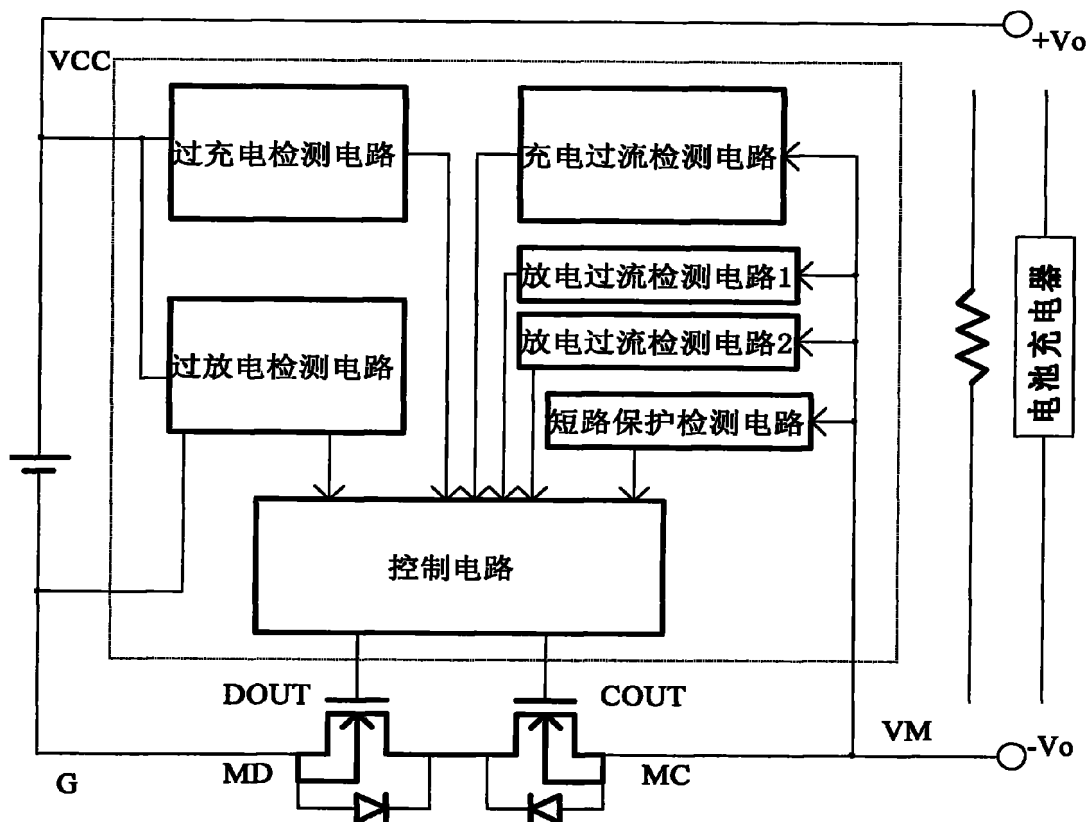 +Vo
VCC
过充电检测电路
充电过流检测电路
放电过流检测电路1
放电过流检测电路2
过放电检测电路
短路保护检测电路
电池充电器
控制电路
DOUT
COUT
VM
-Vo
G
MD
MC